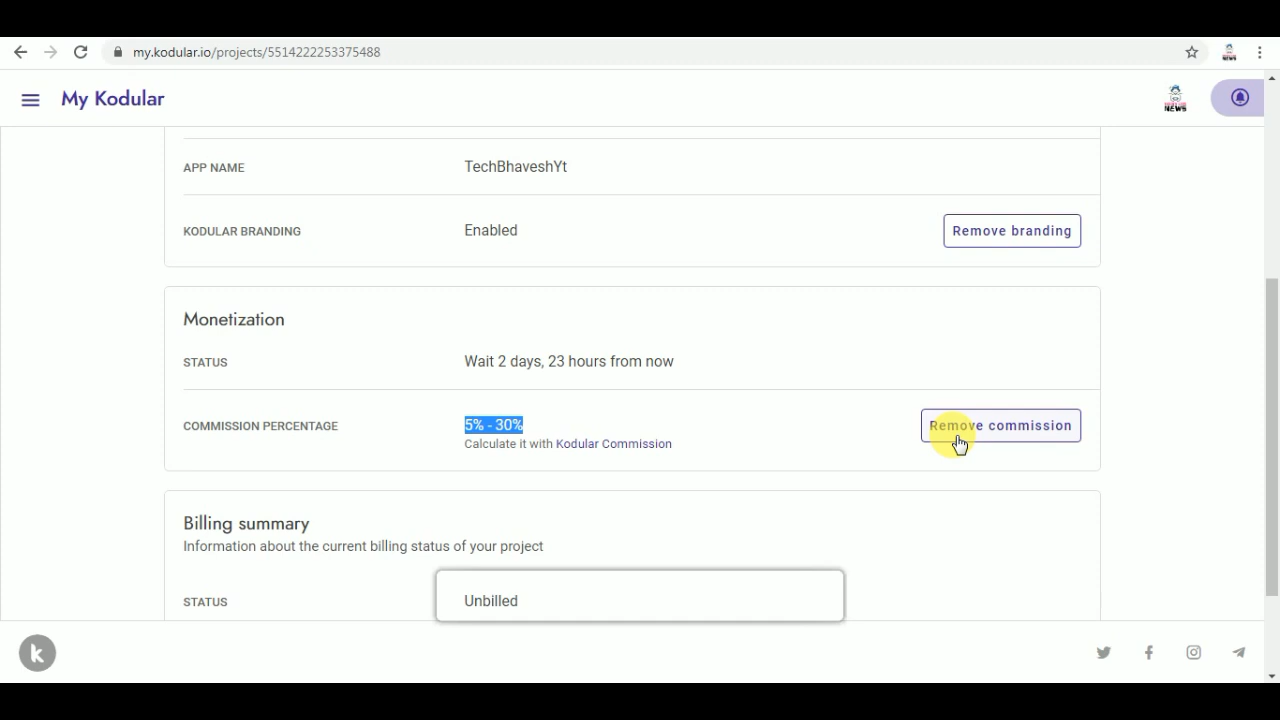 my.kodular.io/projects/5514222253375488
My Kodular
NEWS
APP NAME TechBhaveshYt
KODULAR BRANDING Enabled Remove branding
Monetization
STATUS Wait 2 days, 23 hours from now
COMMISSION PERCENTAGE 5% - 30% Remove commission
Calculate it with Kodular Commission
Billing summary
Information about the current billing status of your project
STATUS Unbilled
k